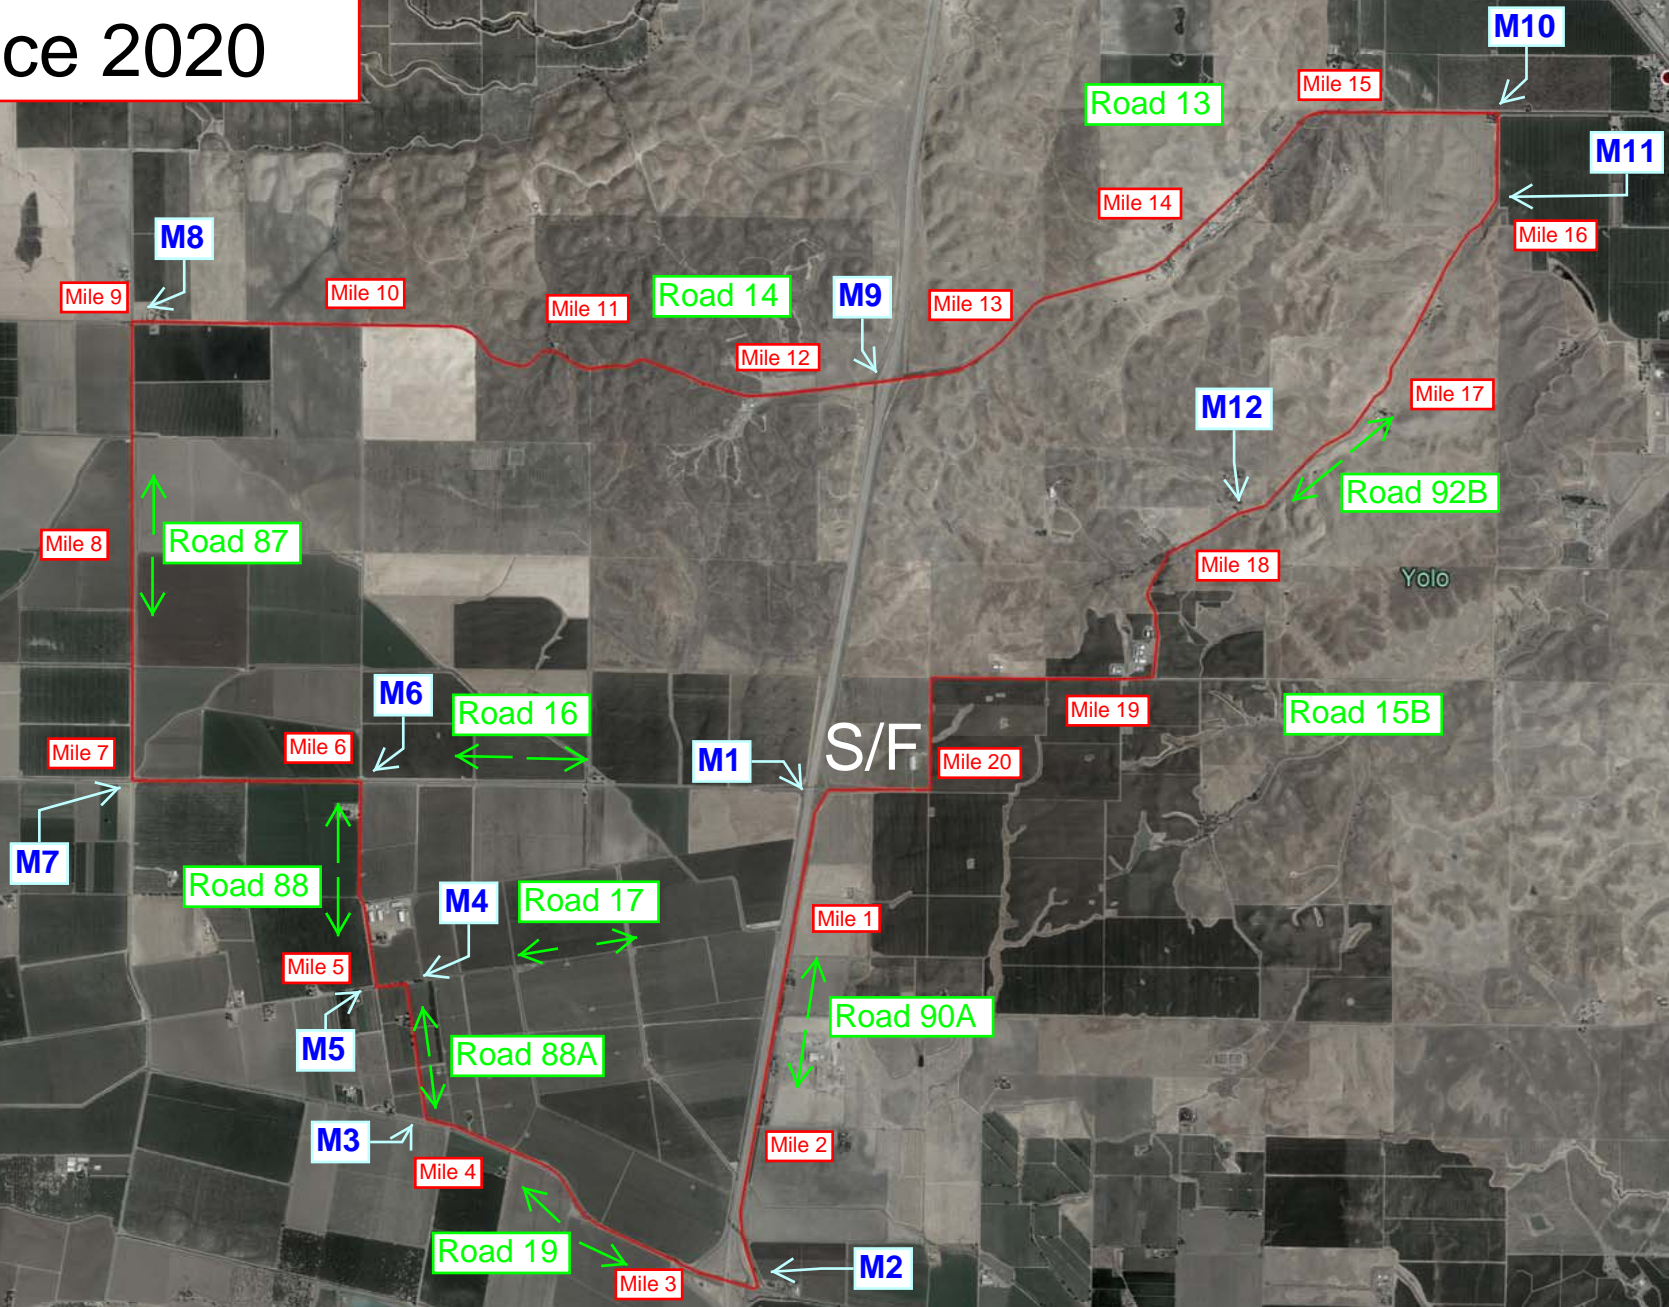 ce 2020
M10
Mile 15
Road 13
M11
Mile 14
Mile 16
M8
Mile 9
Mile 10
Mile 11
Road 14
M9
Mile 13
Mile 12
Mile 17
M12
Road 92B
Road 87
Mile 8
Mile 18
Yolo
M6
Road 16
Mile 19
Road 15B
Mile 7
Mile 6
M1
S/F
Mile 20
M7
Road 88
M4
Road 17
Mile 1
Mile 5
Road 90A
M5
Road 88A
M3
Mile 2
Mile 4
Road 19
M2
Mile 3